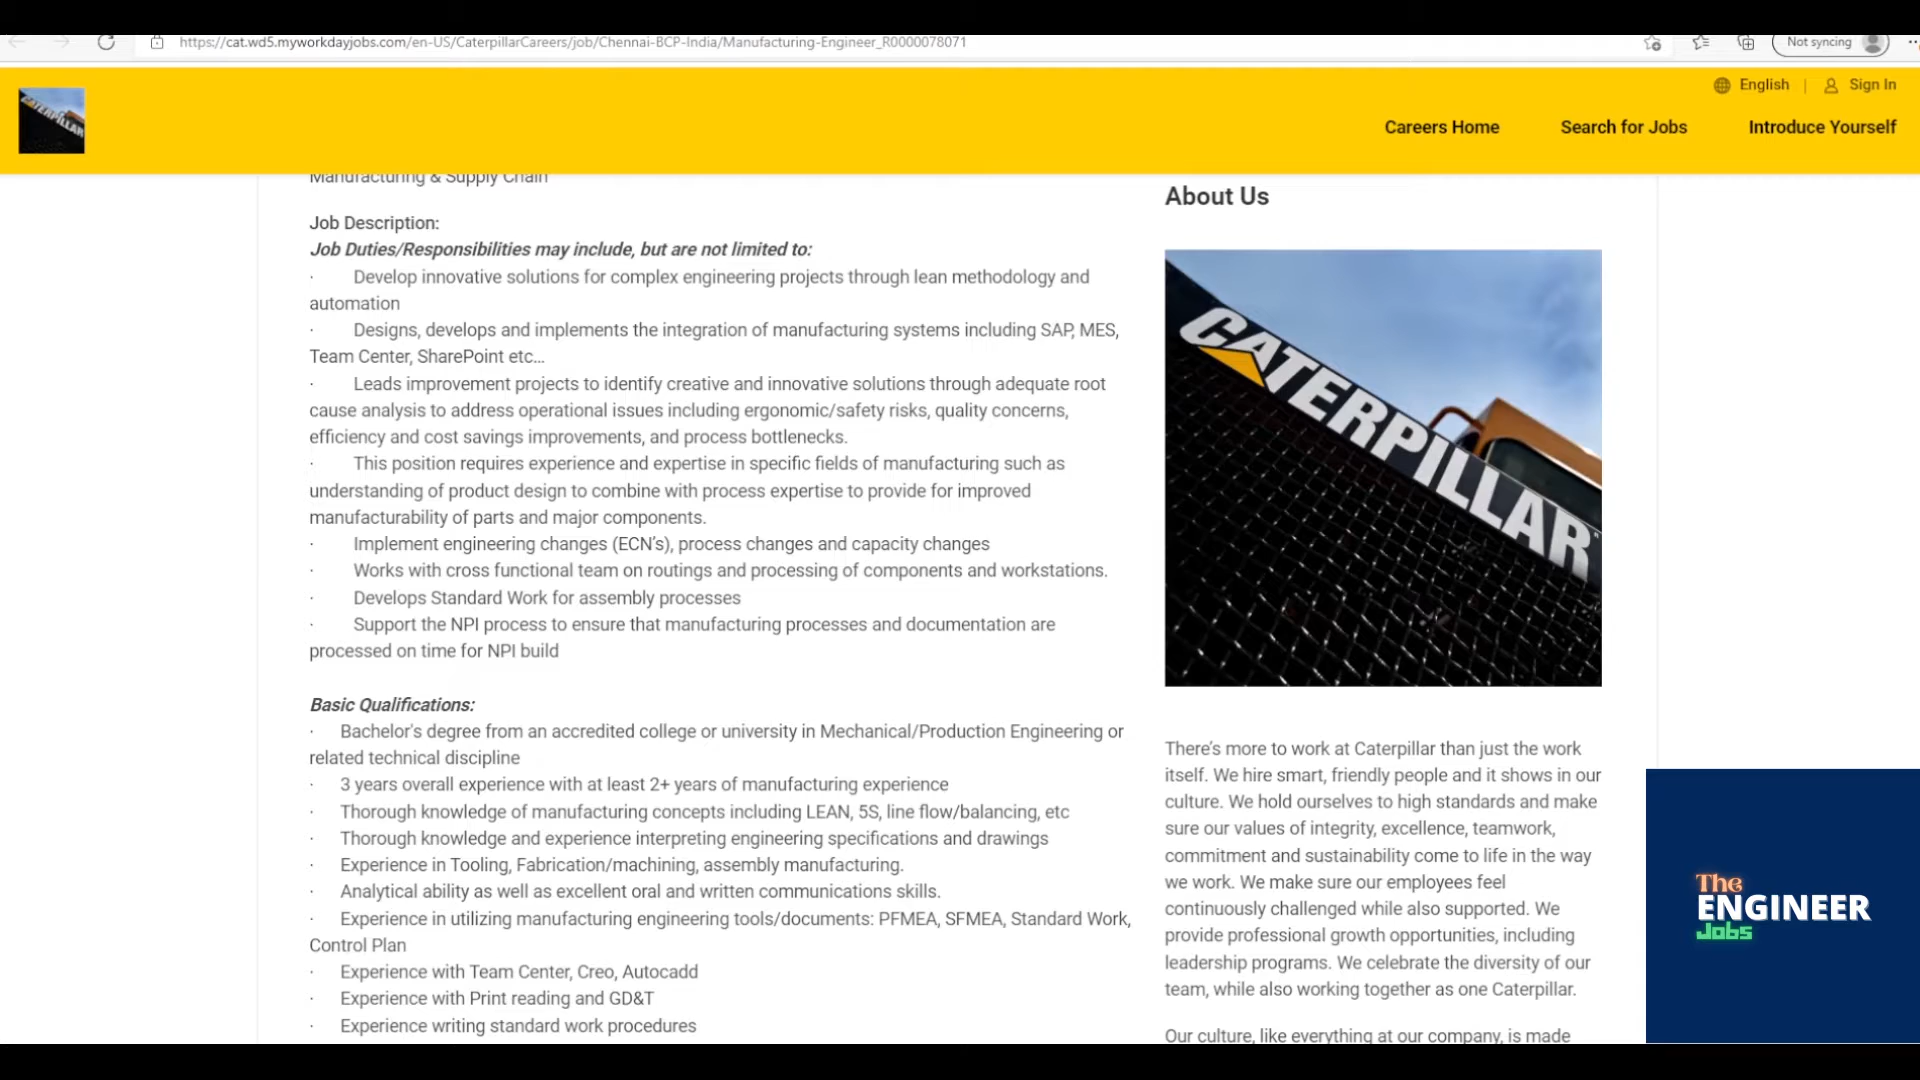 https://cat.wd5.myworkdayjobs.com/en-US/CaterpillarCareers/job/Chennai-BCP-India/Manufacturing-Engineer_R0000078071
Not syncing
English | Sign In
CATERPILLAR
Careers Home Search for Jobs Introduce Yourself
Manufacturing & Supply Chain
Job Description:
Job Duties/Responsibilities may include, but are not limited to:
· Develop innovative solutions for complex engineering projects through lean methodology and
automation
· Designs, develops and implements the integration of manufacturing systems including SAP, MES,
Team Center, SharePoint etc...
· Leads improvement projects to identify creative and innovative solutions through adequate root
cause analysis to address operational issues including ergonomic/safety risks, quality concerns,
efficiency and cost savings improvements, and process bottlenecks.
· This position requires experience and expertise in specific fields of manufacturing such as
understanding of product design to combine with process expertise to provide for improved
manufacturability of parts and major components.
· Implement engineering changes (ECN's), process changes and capacity changes
· Works with cross functional team on routings and processing of components and workstations.
· Develops Standard Work for assembly processes
· Support the NPI process to ensure that manufacturing processes and documentation are
processed on time for NPI build
Basic Qualifications:
· Bachelor's degree from an accredited college or university in Mechanical/Production Engineering or
related technical discipline
· 3 years overall experience with at least 2+ years of manufacturing experience
· Thorough knowledge of manufacturing concepts including LEAN, 5S, line flow/balancing, etc
· Thorough knowledge and experience interpreting engineering specifications and drawings
· Experience in Tooling, Fabrication/machining, assembly manufacturing.
· Analytical ability as well as excellent oral and written communications skills.
· Experience in utilizing manufacturing engineering tools/documents: PFMEA, SFMEA, Standard Work,
Control Plan
· Experience with Team Center, Creo, Autocadd
· Experience with Print reading and GD&T
· Experience writing standard work procedures
About Us
CATERPILLAR
There's more to work at Caterpillar than just the work
itself. We hire smart, friendly people and it shows in our
culture. We hold ourselves to high standards and make
sure our values of integrity, excellence, teamwork,
commitment and sustainability come to life in the way
we work. We make sure our employees feel
continuously challenged while also supported. We
provide professional growth opportunities, including
leadership programs. We celebrate the diversity of our
team, while also working together as one Caterpillar.
Our culture, like everything at our company, is made
The
ENGINEER
Jobs